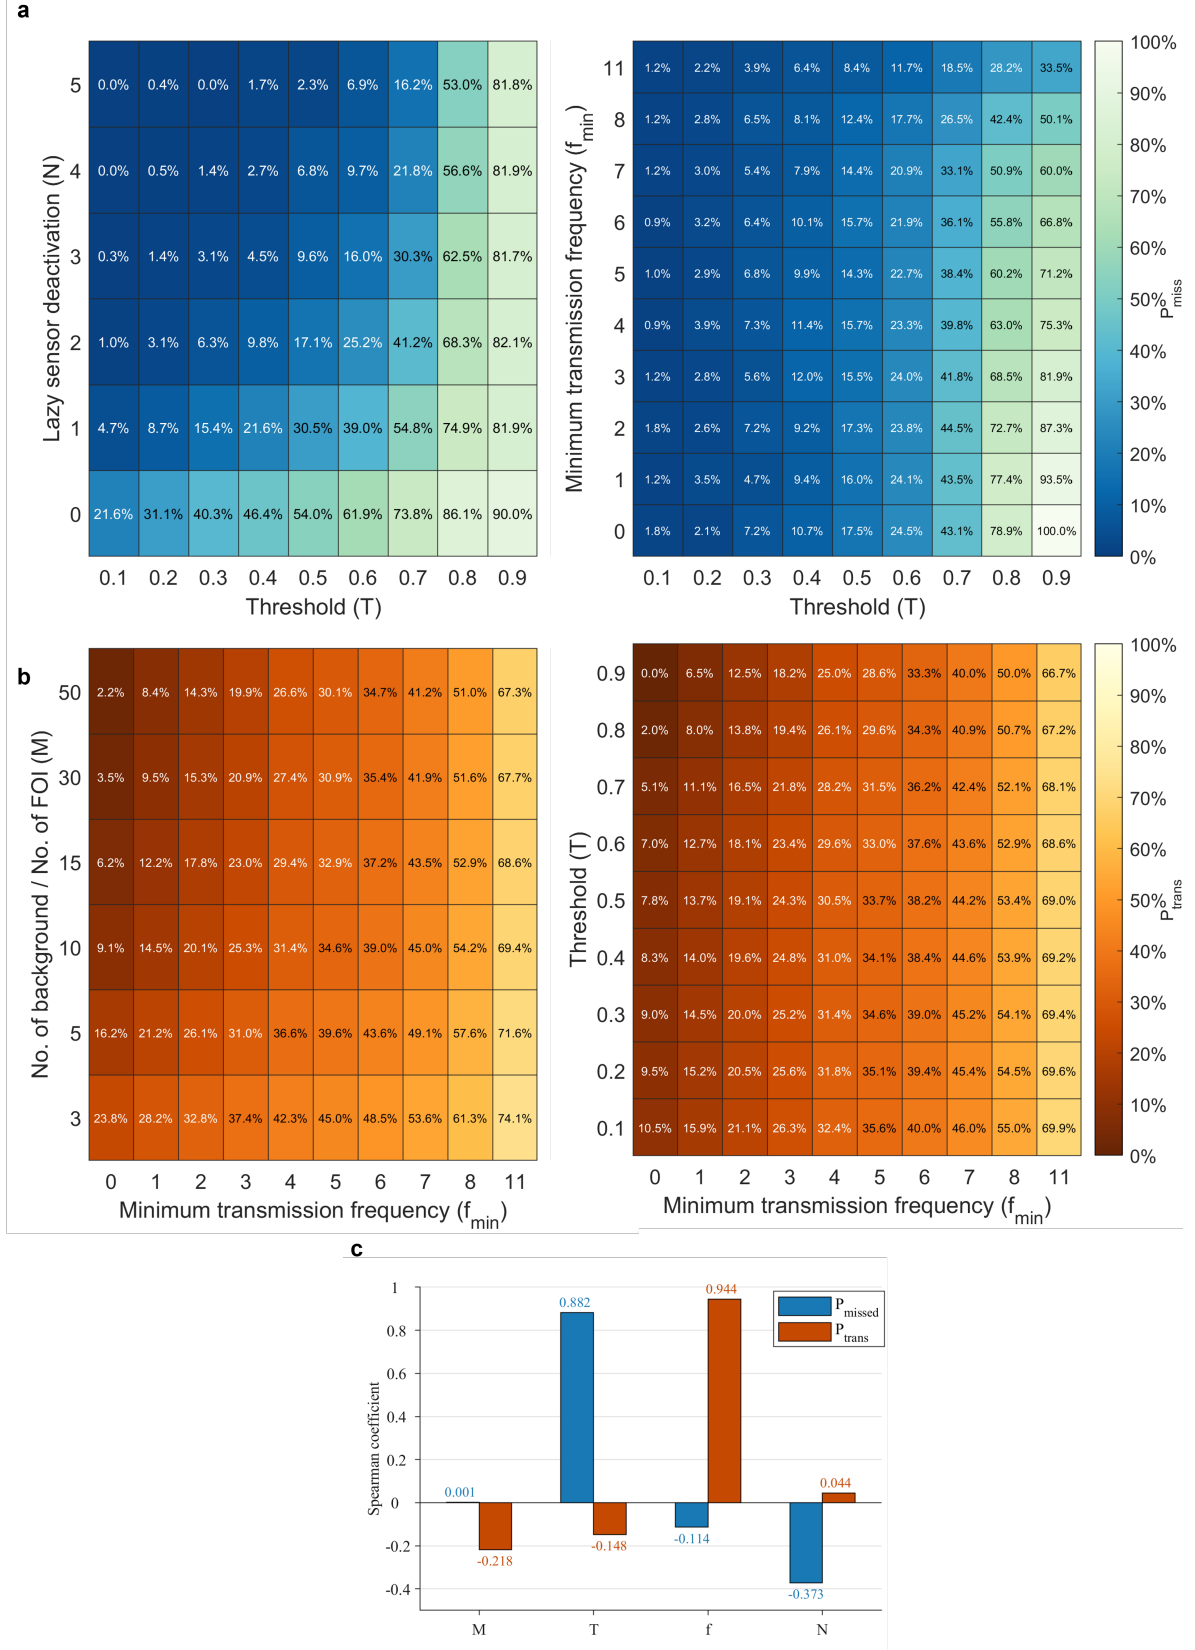 a
Lazy sensor deactivation (N)
5 0.0% 0.4% 0.0% 1.7% 2.3% 6.9% 16.2% 53.0% 81.8%
4 0.0% 0.5% 1.4% 2.7% 6.8% 9.7% 21.8% 56.6% 81.9%
3 0.3% 1.4% 3.1% 4.5% 9.6% 16.0% 30.3% 62.5% 81.7%
2 1.0% 3.1% 6.3% 9.8% 17.1% 25.2% 41.2% 68.3% 82.1%
1 4.7% 8.7% 15.4% 21.6% 30.5% 39.0% 54.8% 74.9% 81.9%
0 21.6% 31.1% 40.3% 46.4% 54.0% 61.9% 73.8% 86.1% 90.0%
0.1 0.2 0.3 0.4 0.5 0.6 0.7 0.8 0.9
Threshold (T)
Minimum transmission frequency (fmin)
11 1.2% 2.2% 3.9% 6.4% 8.4% 11.7% 18.5% 28.2% 33.5%
8 1.2% 2.8% 6.5% 8.1% 12.4% 17.7% 26.5% 42.4% 50.1%
7 1.2% 3.0% 5.4% 7.9% 14.4% 20.9% 33.1% 50.9% 60.0%
6 0.9% 3.2% 6.4% 10.1% 15.7% 21.9% 36.1% 55.8% 66.8%
5 1.0% 2.9% 6.8% 9.9% 14.3% 22.7% 38.4% 60.2% 71.2%
4 0.9% 3.9% 7.3% 11.4% 15.7% 23.3% 39.8% 63.0% 75.3%
3 1.2% 2.8% 5.6% 12.0% 15.5% 24.0% 41.8% 68.5% 81.9%
2 1.8% 2.6% 7.2% 9.2% 17.3% 23.8% 44.5% 72.7% 87.3%
1 1.2% 3.5% 4.7% 9.4% 16.0% 24.1% 43.5% 77.4% 93.5%
0 1.8% 2.1% 7.2% 10.7% 17.5% 24.5% 43.1% 78.9% 100.0%
0.1 0.2 0.3 0.4 0.5 0.6 0.7 0.8 0.9
Threshold (T)
100%
90%
80%
70%
60%
50%
40%
30%
20%
10%
0%
Pmiss
b
No. of background / No. of FOI (M)
50 2.2% 8.4% 14.3% 19.9% 26.6% 30.1% 34.7% 41.2% 51.0% 67.3%
30 3.5% 9.5% 15.3% 20.9% 27.4% 30.9% 35.4% 41.9% 51.6% 67.7%
15 6.2% 12.2% 17.8% 23.0% 29.4% 32.9% 37.2% 43.5% 52.9% 68.6%
10 9.1% 14.5% 20.1% 25.3% 31.4% 34.6% 39.0% 45.0% 54.2% 69.4%
5 16.2% 21.2% 26.1% 31.0% 36.6% 39.6% 43.6% 49.1% 57.6% 71.6%
3 23.8% 28.2% 32.8% 37.4% 42.3% 45.0% 48.5% 53.6% 61.3% 74.1%
0 1 2 3 4 5 6 7 8 11
Minimum transmission frequency (fmin)
Threshold (T)
0.9 0.0% 6.5% 12.5% 18.2% 25.0% 28.6% 33.3% 40.0% 50.0% 66.7%
0.8 2.0% 8.0% 13.8% 19.4% 26.1% 29.6% 34.3% 40.9% 50.7% 67.2%
0.7 5.1% 11.1% 16.5% 21.8% 28.2% 31.5% 36.2% 42.4% 52.1% 68.1%
0.6 7.0% 12.7% 18.1% 23.4% 29.6% 33.0% 37.6% 43.6% 52.9% 68.6%
0.5 7.8% 13.7% 19.1% 24.3% 30.5% 33.7% 38.2% 44.2% 53.4% 69.0%
0.4 8.3% 14.0% 19.6% 24.8% 31.0% 34.1% 38.4% 44.6% 53.9% 69.2%
0.3 9.0% 14.5% 20.0% 25.2% 31.4% 34.6% 39.0% 45.2% 54.1% 69.4%
0.2 9.5% 15.2% 20.5% 25.6% 31.8% 35.1% 39.4% 45.4% 54.5% 69.6%
0.1 10.5% 15.9% 21.1% 26.3% 32.4% 35.6% 40.0% 46.0% 55.0% 69.9%
0 1 2 3 4 5 6 7 8 11
Minimum transmission frequency (fmin)
100%
90%
80%
70%
60%
50%
40%
30%
20%
10%
0%
Ptrans
c
Spearman coefficient
1
0.8
0.6
0.4
0.2
0
-0.2
-0.4
0.001
-0.218
0.882
-0.148
-0.114
0.944
-0.373
0.044
Pmissed
Ptrans
M T f N